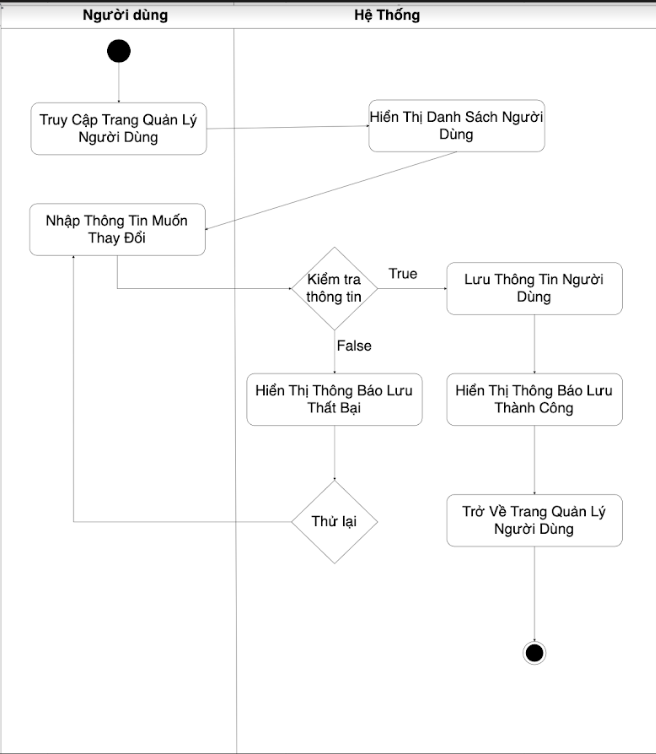 Người dùng
Hệ Thống
Truy Cập Trang Quản Lý
Người Dùng
Hiển Thị Danh Sách Người
Dùng
Nhập Thông Tin Muốn
Thay Đổi
Kiểm tra
thông tin
True
Lưu Thông Tin Người
Dùng
False
Hiển Thị Thông Báo Lưu
Thất Bại
Hiển Thị Thông Báo Lưu
Thành Công
Thử lại
Trở Về Trang Quản Lý
Người Dùng